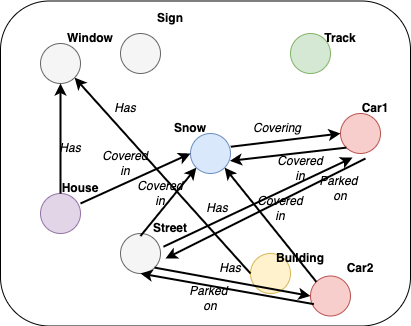 Sign
Window
Track
Has
Car1
Snow
Covering
Has
Covered
in
Covered
in
House
Covered
in
Parked
on
Covered
in
Has
Street
Building
Has
Car2
Parked
on